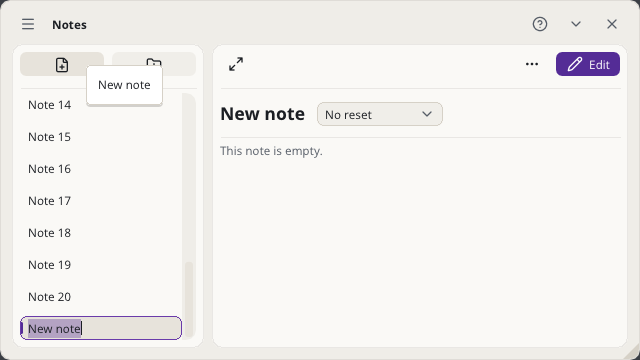 Notes
Edit
New note
Note 14
Note 15
Note 16
Note 17
Note 18
Note 19
Note 20
New note
New note
No reset
This note is empty.